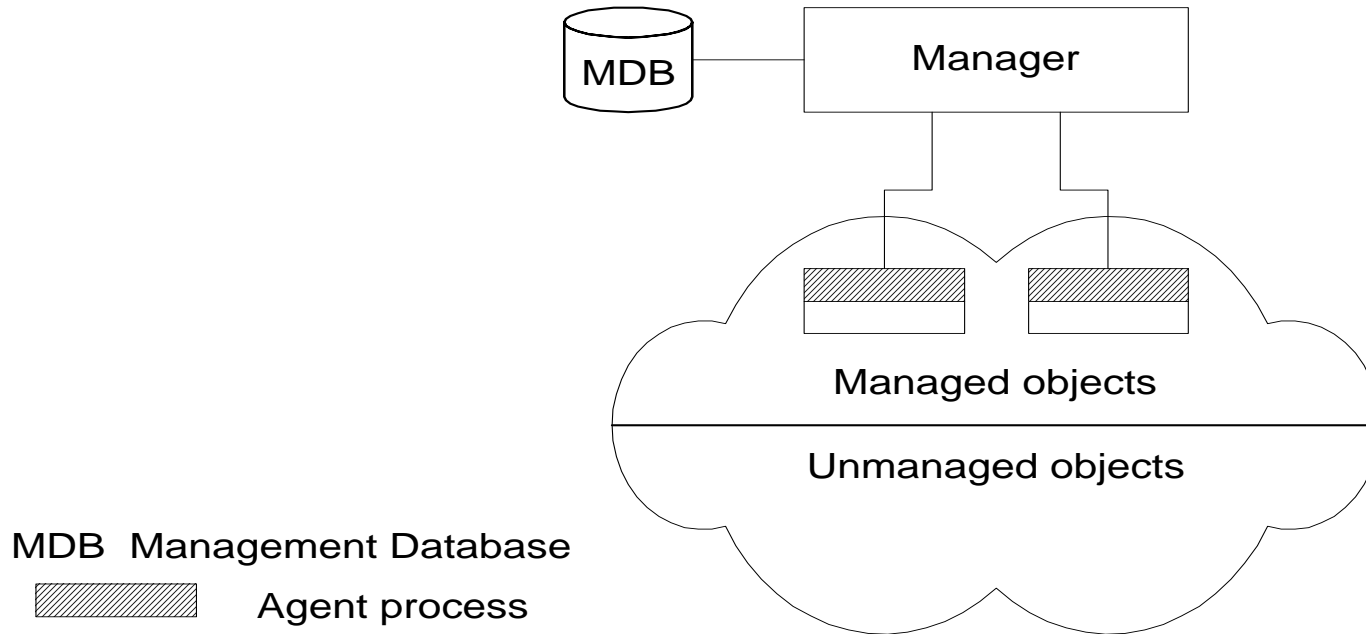 MDB
Manager
Managed objects
Unmanaged objects
MDB Management Database
Agent process